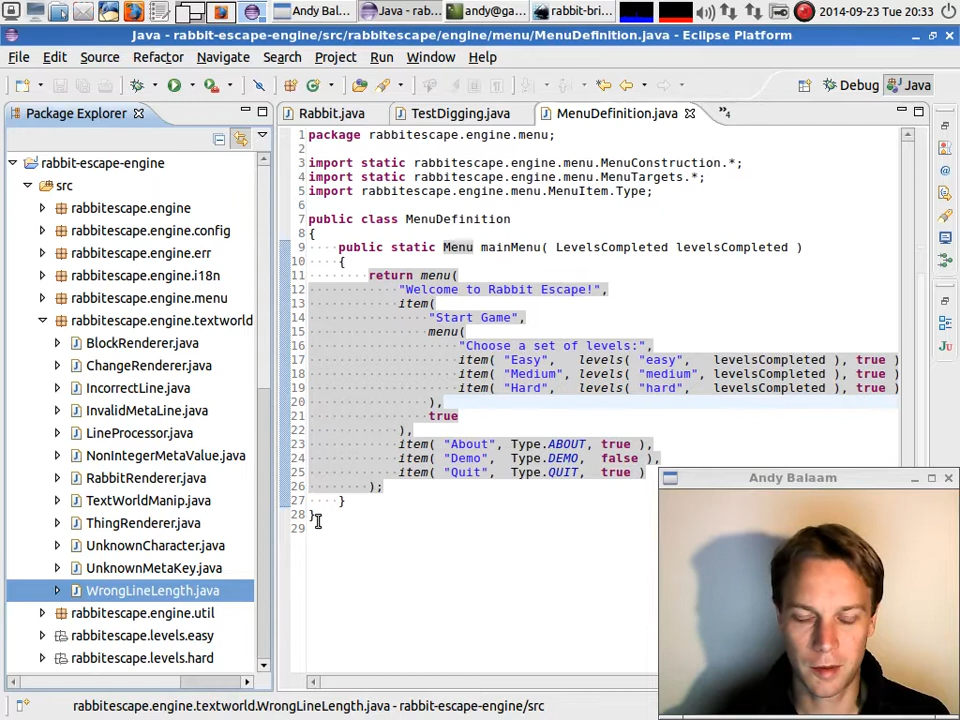 Andy Bal...
Java - rab...
andy@ga...
rabbit-bri...
2014-09-23 Tue 20:33
Java - rabbit-escape-engine/src/rabbitescape/engine/menu/MenuDefinition.java - Eclipse Platform
File Edit Source Refactor Navigate Search Project Run Window Help
Debug Java
Package Explorer
rabbit-escape-engine
src
rabbitescape.engine
rabbitescape.engine.config
rabbitescape.engine.err
rabbitescape.engine.i18n
rabbitescape.engine.menu
rabbitescape.engine.textworld
BlockRenderer.java
ChangeRenderer.java
IncorrectLine.java
InvalidMetaLine.java
LineProcessor.java
NonIntegerMetaValue.java
RabbitRenderer.java
TextWorldManip.java
ThingRenderer.java
UnknownCharacter.java
UnknownMetaKey.java
WrongLineLength.java
rabbitescape.engine.util
rabbitescape.levels.easy
rabbitescape.levels.hard
Rabbit.java TestDigging.java MenuDefinition.java »4
1 package rabbitescape.engine.menu;
2
3 import static rabbitescape.engine.menu.MenuConstruction.*;
4 import static rabbitescape.engine.menu.MenuTargets.*;
5 import static rabbitescape.engine.menu.MenuItem.Type;
6
7 public class MenuDefinition
8 {
9 public static Menu mainMenu( LevelsCompleted levelsCompleted )
10 {
11 return menu(
12 "Welcome to Rabbit Escape!",
13 item(
14 "Start Game",
15 menu(
16 "Choose a set of levels:",
17 item( "Easy", levels( "easy", levelsCompleted ), true )
18 item( "Medium", levels( "medium", levelsCompleted ), true )
19 item( "Hard", levels( "hard", levelsCompleted ), true )
20 ),
21 true
22 ),
23 item( "About", Type.ABOUT, true ),
24 item( "Demo", Type.DEMO, false ),
25 item( "Quit", Type.QUIT, true )
26 );
27 }
28 }
29
Andy Balaam
rabbitescape.engine.textworld.WrongLineLength.java - rabbit-escape-engine/src